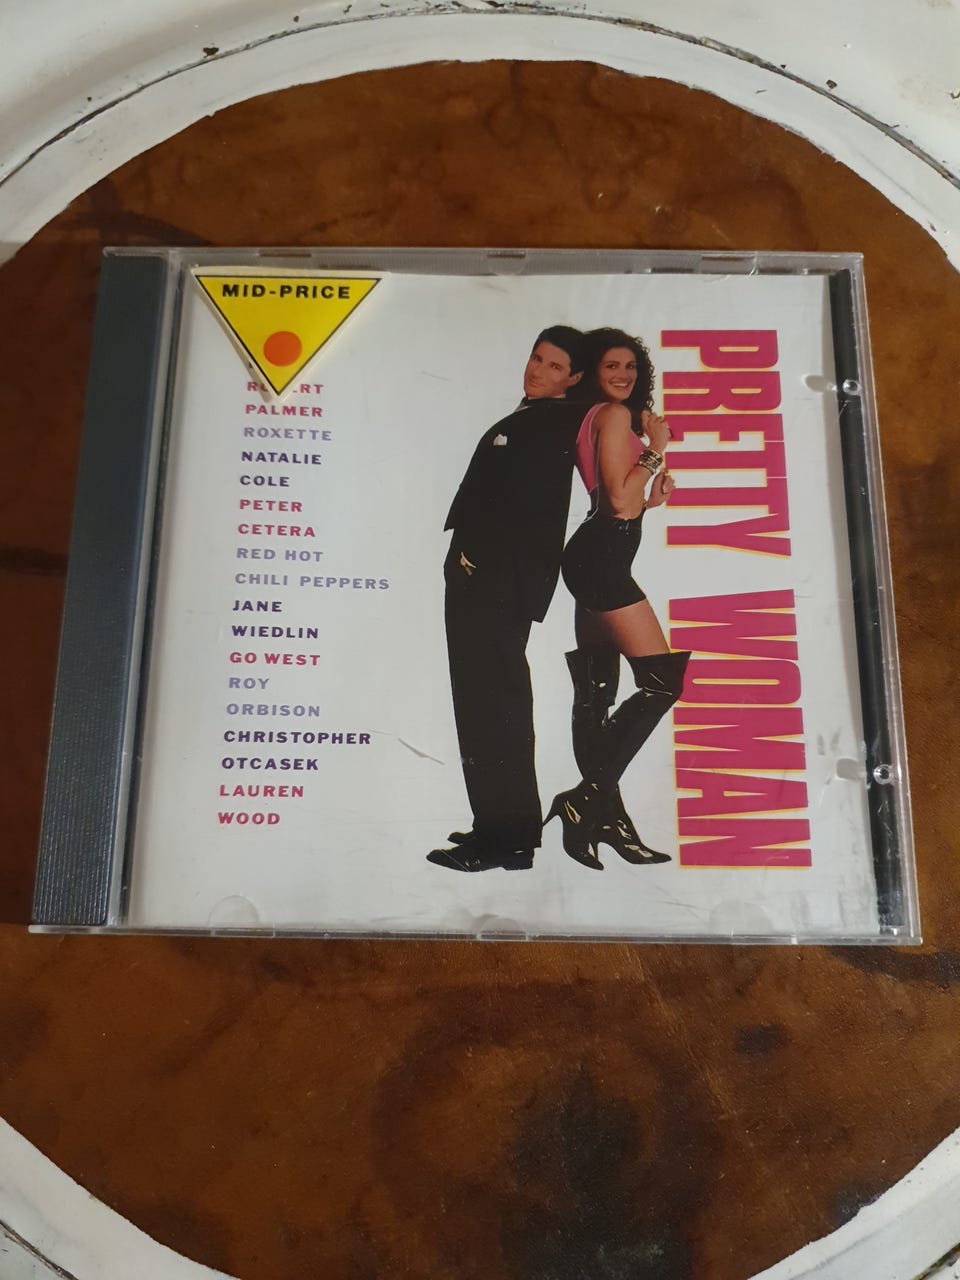 MID-PRICE
PALMER
ROXETTE
NATALIE
COLE
PETER
CETERA
RED HOT
CHILI PEPPERS
JANE
WIEDLIN
GO WEST
ROY
ORBISON
CHRISTOPHER
OTCASEK
LAUREN
WOOD
PRETTY WOMAN